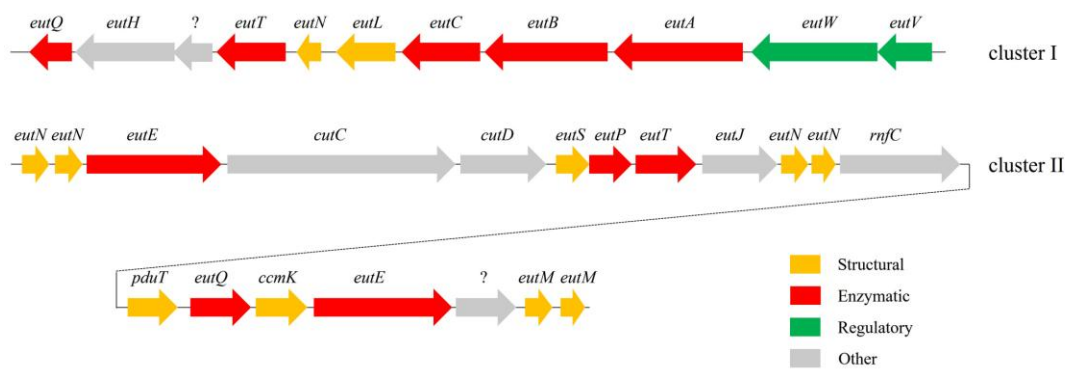 eutQ eutH ? eutT eutN eutL eutC eutB eutA eutW eutV
cluster I
eutN eutN eutE cutC cutD eutS eutP eutT eutJ eutN eutN rnfC
cluster II
pduT eutQ ccmK eutE ? eutM eutM
Structural
Enzymatic
Regulatory
Other